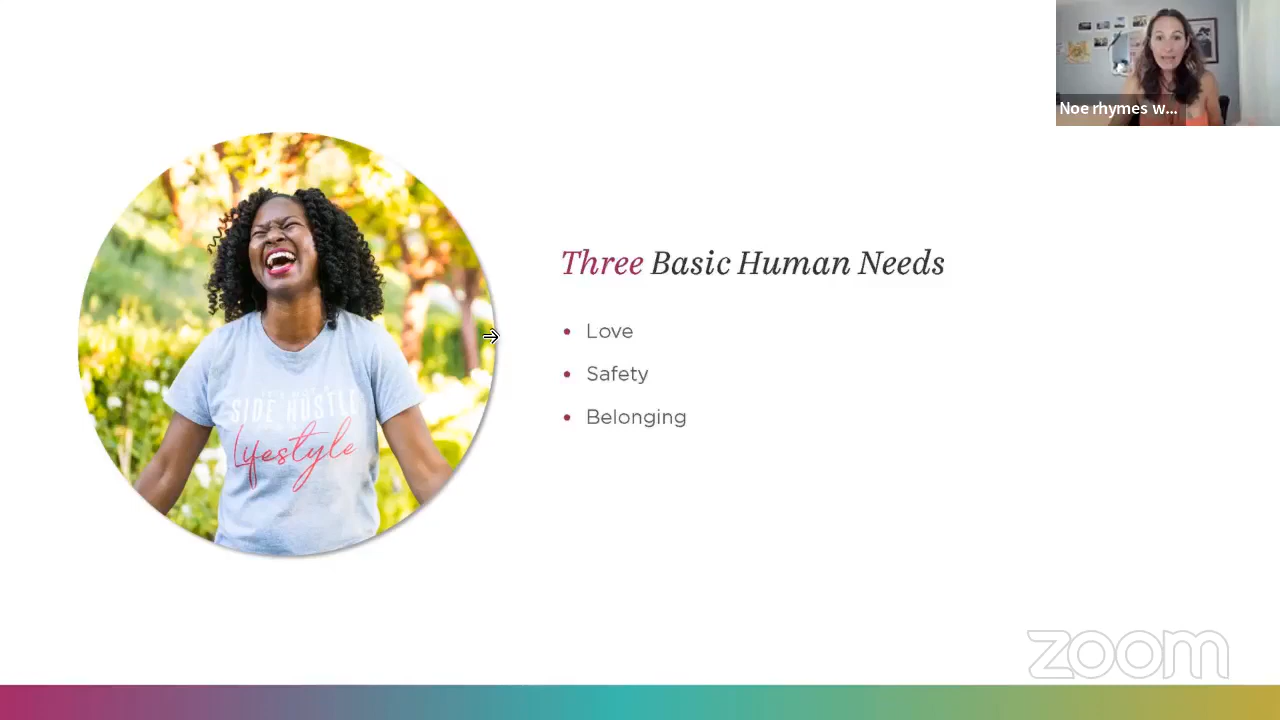 Noe rhymes w...
Three Basic Human Needs
• Love
• Safety
• Belonging
SIDE HUSTLE
Lifestyle
zoom